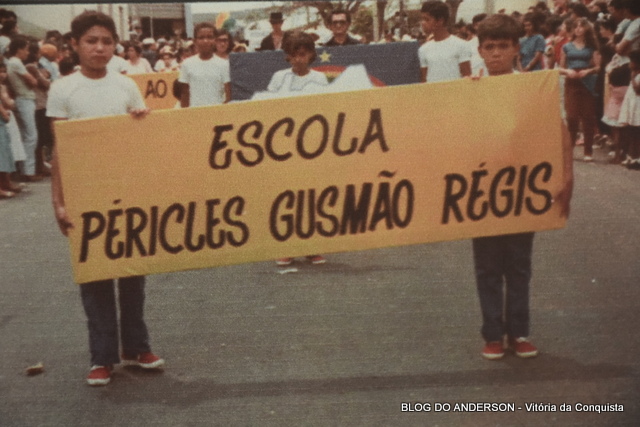 AO
ESCOLA
PÉRICLES GUSMÃO RÉGIS
BLOG DO ANDERSON - Vitória da Conquista